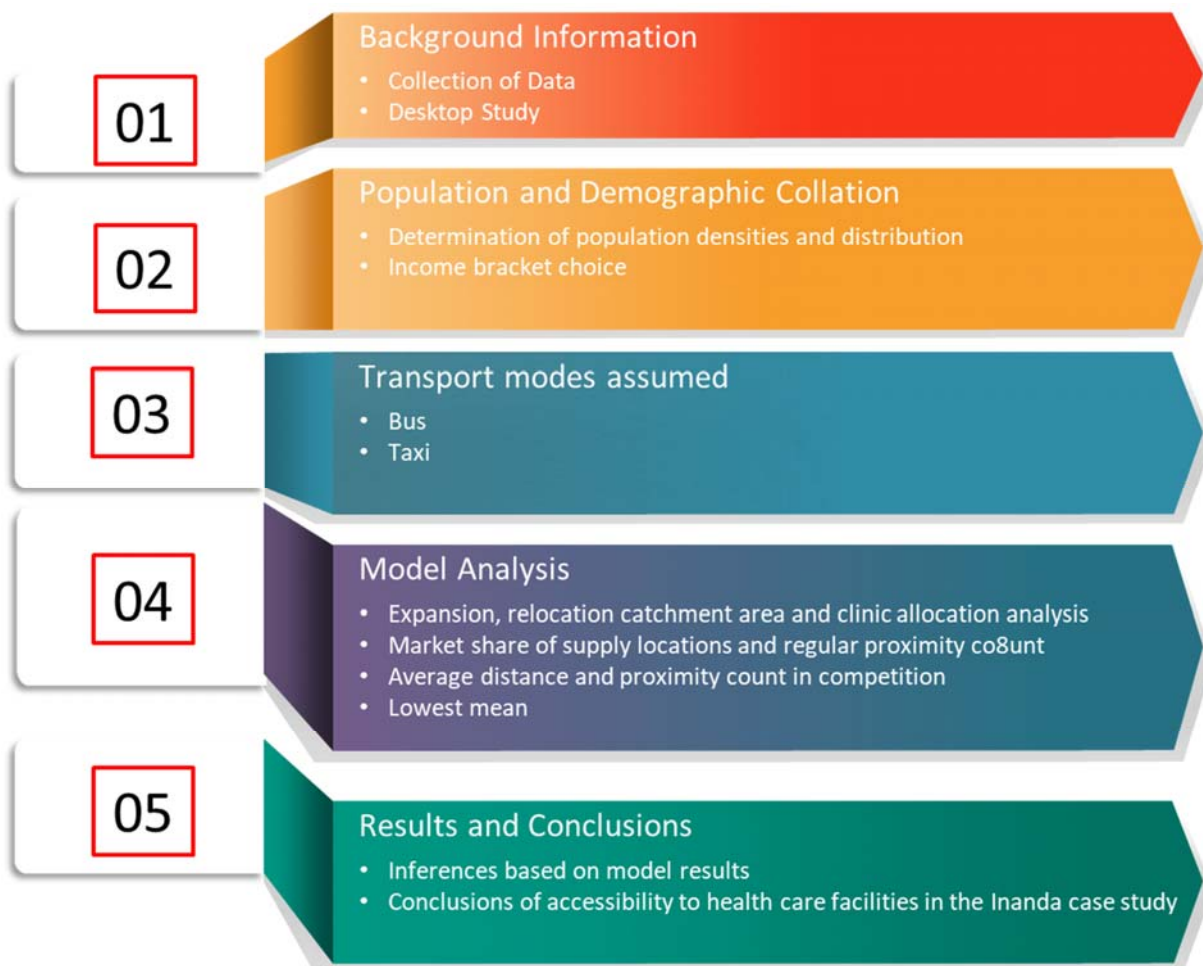 01
Background Information
• Collection of Data
• Desktop Study
02
Population and Demographic Collation
• Determination of population densities and distribution
• Income bracket choice
03
Transport modes assumed
• Bus
• Taxi
04
Model Analysis
• Expansion, relocation catchment area and clinic allocation analysis
• Market share of supply locations and regular proximity co8unt
• Average distance and proximity count in competition
• Lowest mean
05
Results and Conclusions
• Inferences based on model results
• Conclusions of accessibility to health care facilities in the Inanda case study